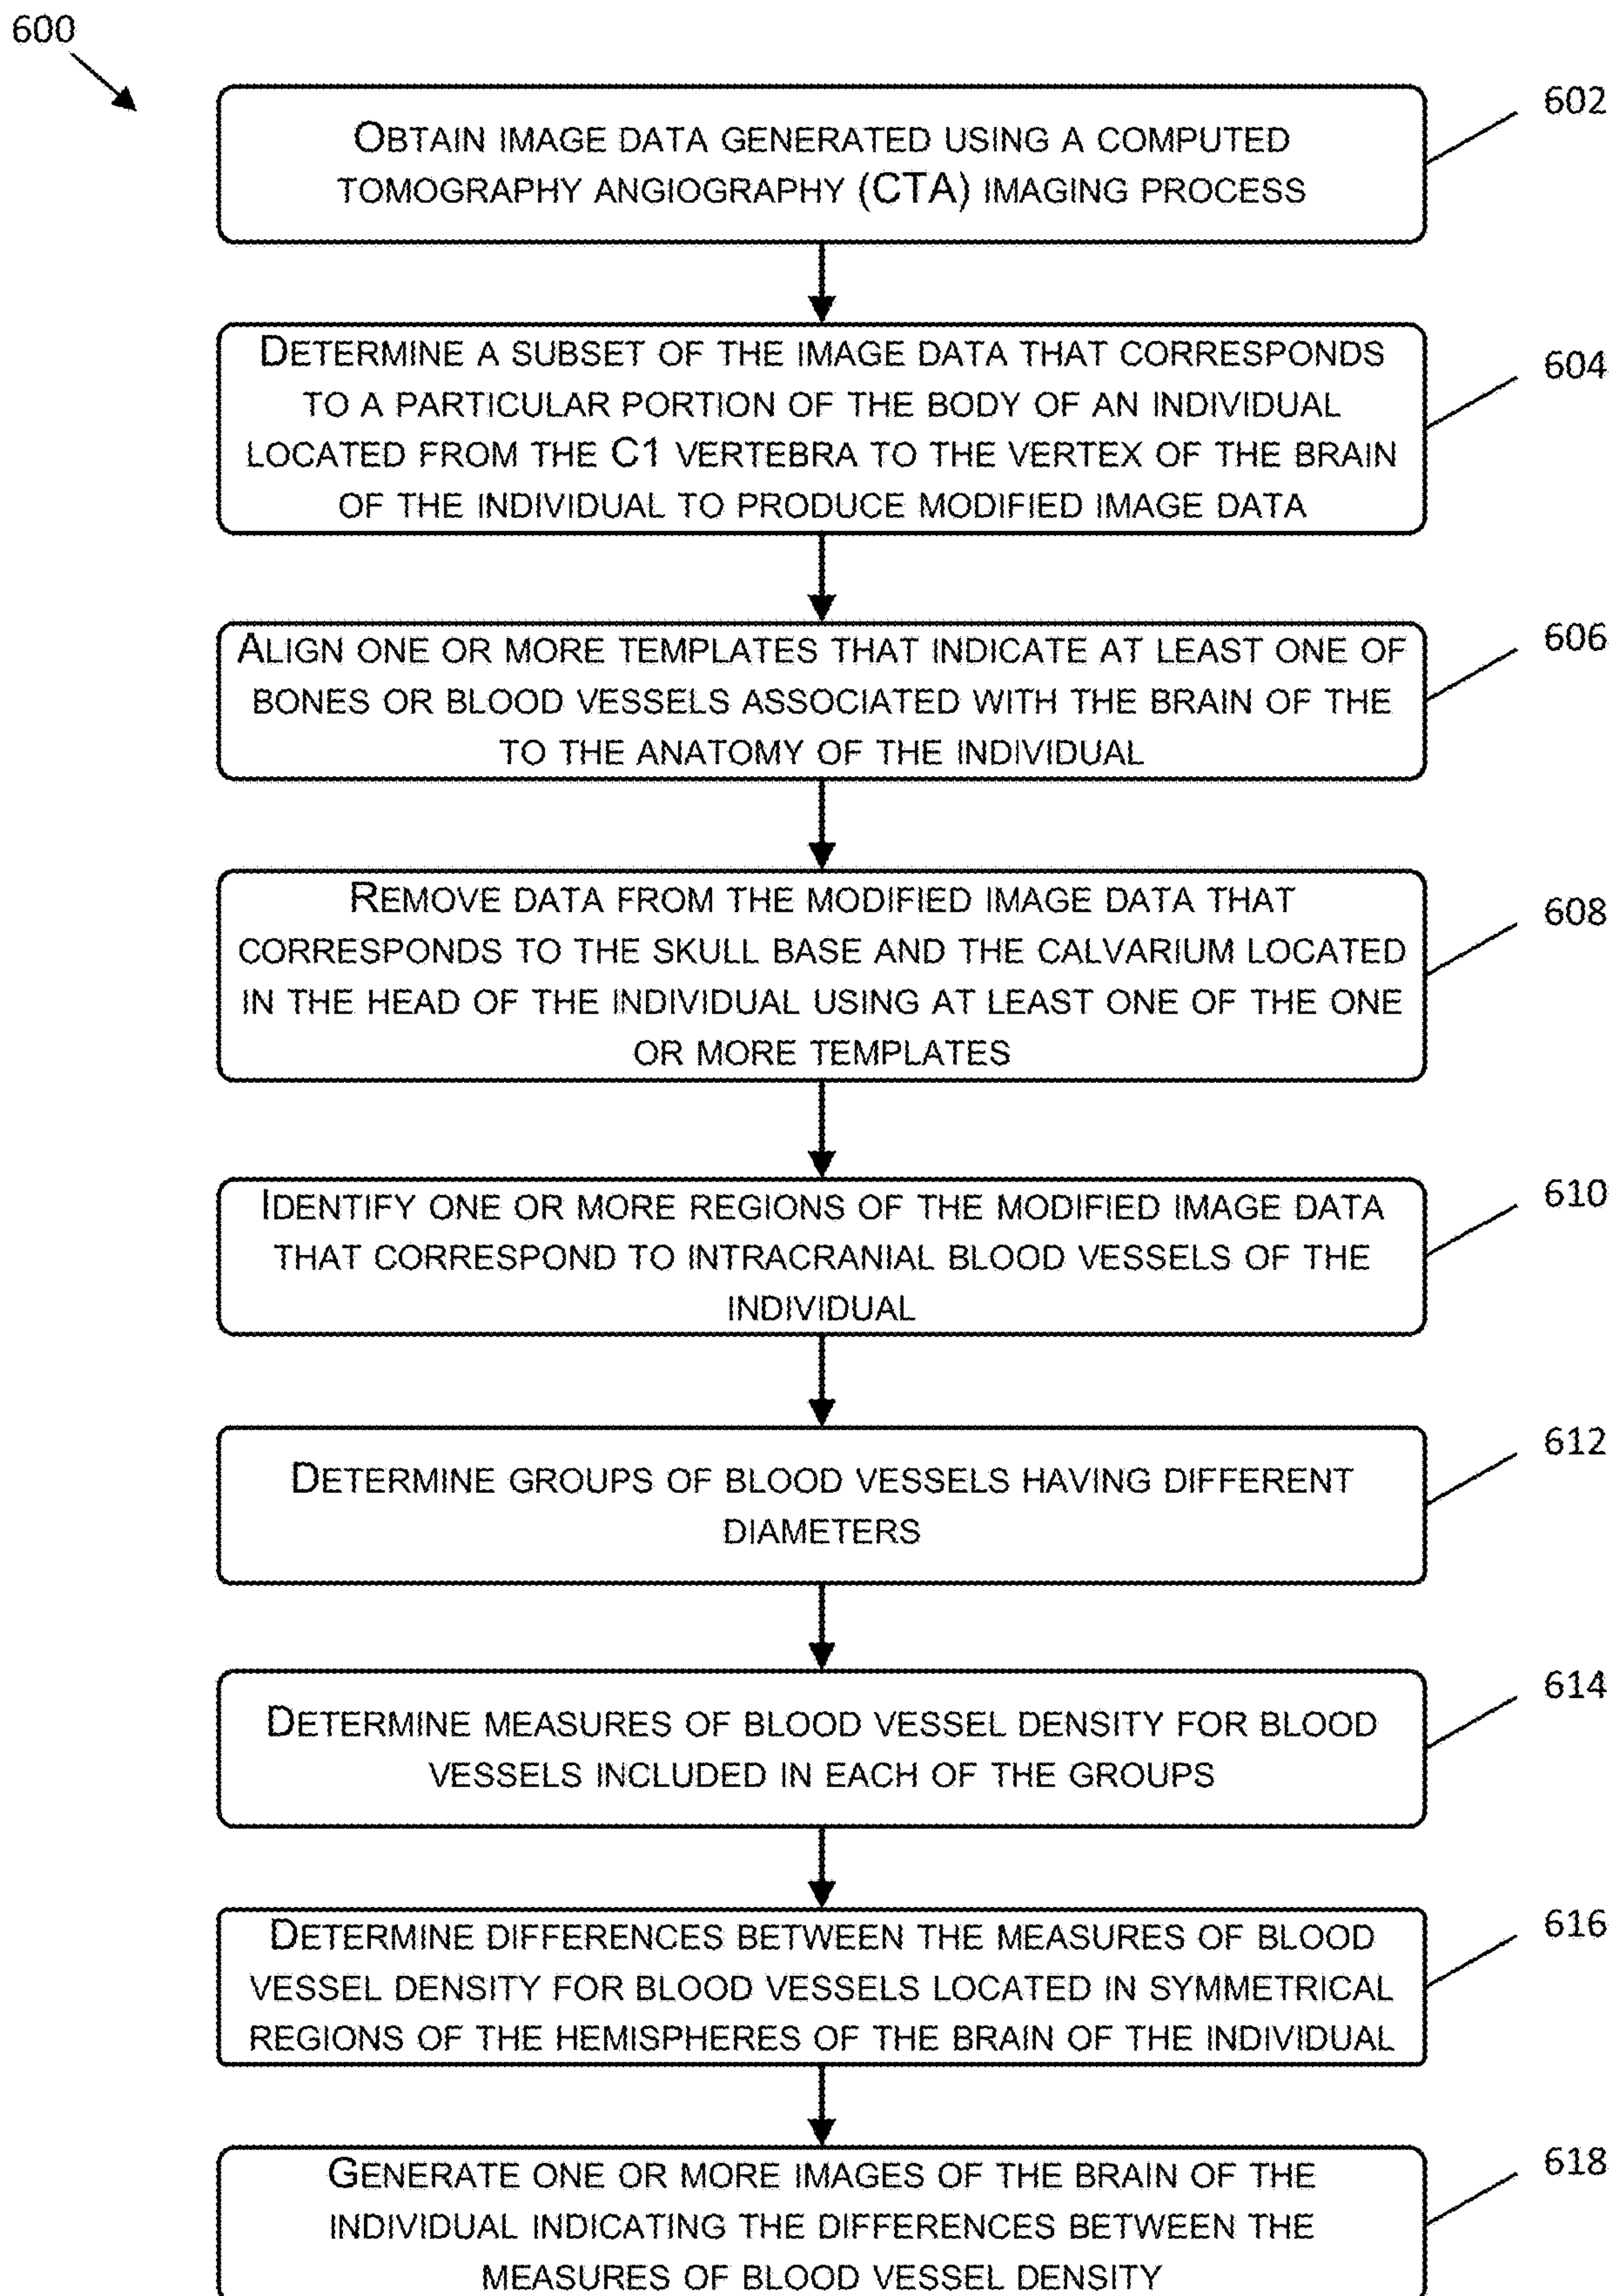 600
602
OBTAIN IMAGE DATA GENERATED USING A COMPUTED
TOMOGRAPHY ANGIOGRAPHY (CTA) IMAGING PROCESS
604
DETERMINE A SUBSET OF THE IMAGE DATA THAT CORRESPONDS
TO A PARTICULAR PORTION OF THE BODY OF AN INDIVIDUAL
LOCATED FROM THE C1 VERTEBRA TO THE VERTEX OF THE BRAIN
OF THE INDIVIDUAL TO PRODUCE MODIFIED IMAGE DATA
606
ALIGN ONE OR MORE TEMPLATES THAT INDICATE AT LEAST ONE OF
BONES OR BLOOD VESSELS ASSOCIATED WITH THE BRAIN OF THE
TO THE ANATOMY OF THE INDIVIDUAL
608
REMOVE DATA FROM THE MODIFIED IMAGE DATA THAT
CORRESPONDS TO THE SKULL BASE AND THE CALVARIUM LOCATED
IN THE HEAD OF THE INDIVIDUAL USING AT LEAST ONE OF THE ONE
OR MORE TEMPLATES
610
IDENTIFY ONE OR MORE REGIONS OF THE MODIFIED IMAGE DATA
THAT CORRESPOND TO INTRACRANIAL BLOOD VESSELS OF THE
INDIVIDUAL
612
DETERMINE GROUPS OF BLOOD VESSELS HAVING DIFFERENT
DIAMETERS
614
DETERMINE MEASURES OF BLOOD VESSEL DENSITY FOR BLOOD
VESSELS INCLUDED IN EACH OF THE GROUPS
616
DETERMINE DIFFERENCES BETWEEN THE MEASURES OF BLOOD
VESSEL DENSITY FOR BLOOD VESSELS LOCATED IN SYMMETRICAL
REGIONS OF THE HEMISPHERES OF THE BRAIN OF THE INDIVIDUAL
618
GENERATE ONE OR MORE IMAGES OF THE BRAIN OF THE
INDIVIDUAL INDICATING THE DIFFERENCES BETWEEN THE
MEASURES OF BLOOD VESSEL DENSITY